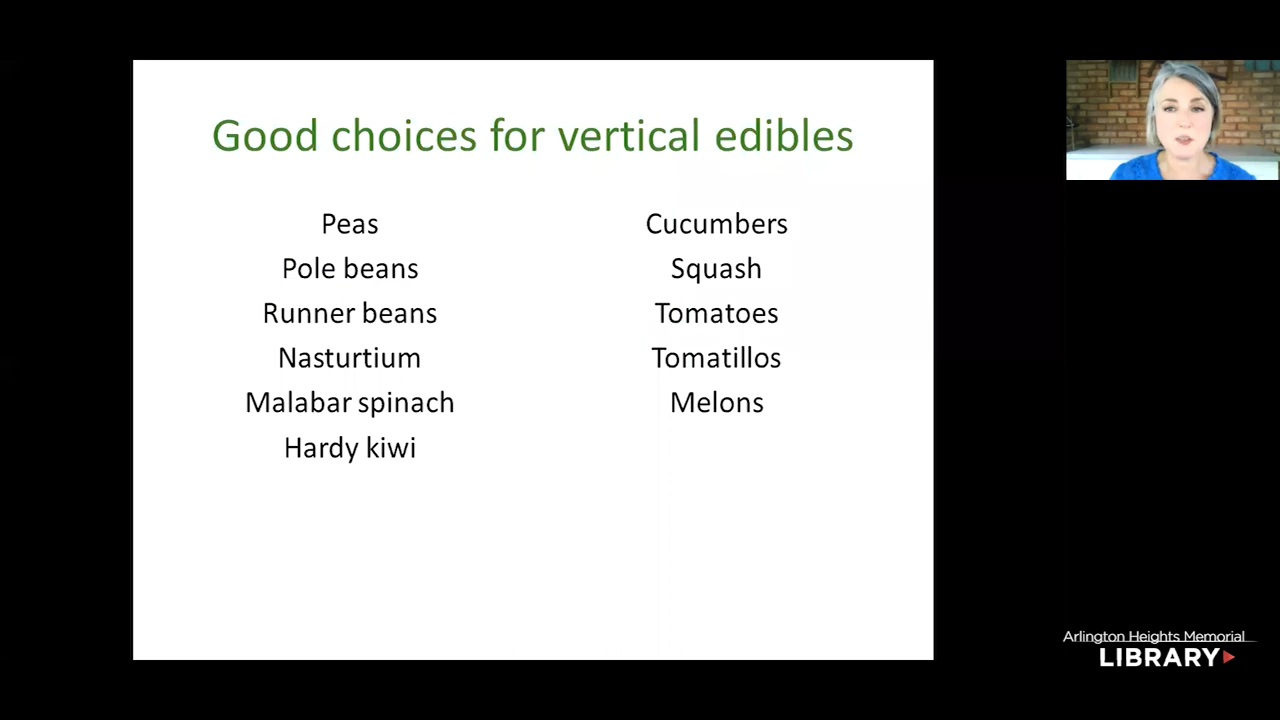 Good choices for vertical edibles
Peas
Pole beans
Runner beans
Nasturtium
Malabar spinach
Hardy kiwi
Cucumbers
Squash
Tomatoes
Tomatillos
Melons
Arlington Heights Memorial
LIBRARY